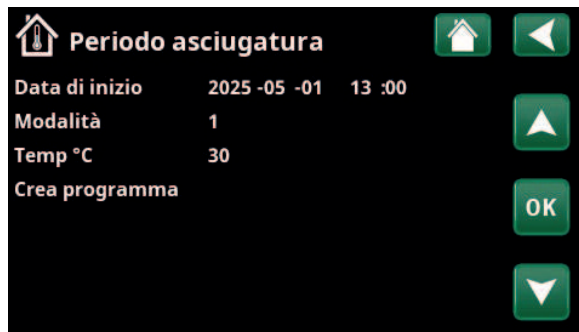 Periodo asciugatura
Data di inizio 2025 -05 -01 13 :00
Modalità 1
Temp °C 30
Crea programma
OK